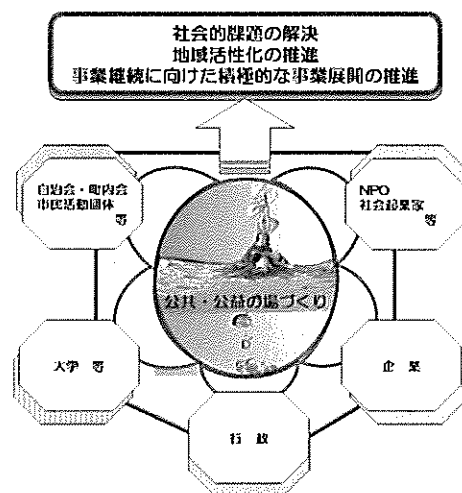 社会的課題の解決
地域活性化の推進
事業継続に向けた積極的な事業展開の推進
自治会・町内会
市民活動団体
等
NPO
社会起業家
等
公共・公益の場づくり
大学 等
企 業
行 政